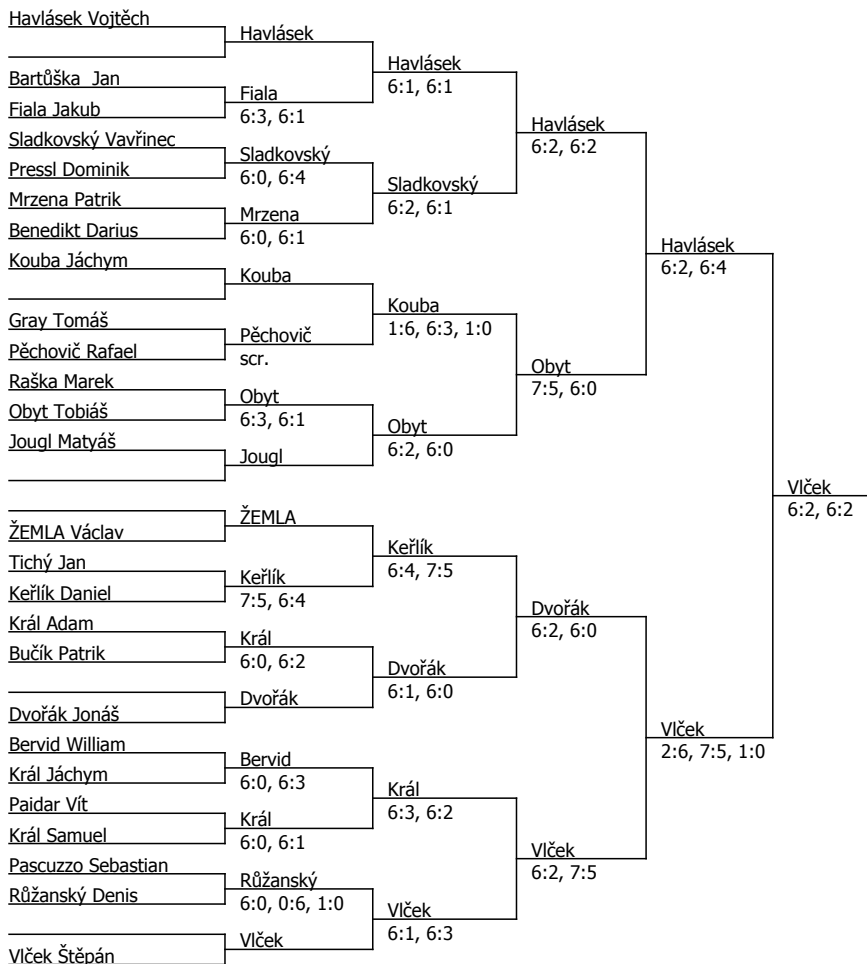 Havlásek Vojtěch
Bartůška  Jan
Fiala Jakub
Sladkovský Vavřinec
Pressl Dominik
Mrzena Patrik
Benedikt Darius
Kouba Jáchym
Gray Tomáš
Pěchovič Rafael
Raška Marek
Obyt Tobiáš
Jougl Matyáš
ŽEMLA Václav
Tichý Jan
Keřlík Daniel
Král Adam
Bučík Patrik
Dvořák Jonáš
Bervid William
Král Jáchym
Paidar Vít
Král Samuel
Pascuzzo Sebastian
Růžanský Denis
Vlček Štěpán
Havlásek
Fiala
6:3, 6:1
Sladkovský
6:0, 6:4
Mrzena
6:0, 6:1
Kouba
Pěchovič
scr.
Obyt
6:3, 6:1
Jougl
ŽEMLA
Keřlík
7:5, 6:4
Král
6:0, 6:2
Dvořák
Bervid
6:0, 6:3
Král
6:0, 6:1
Růžanský
6:0, 0:6, 1:0
Vlček
Havlásek
6:1, 6:1
Sladkovský
6:2, 6:1
Kouba
1:6, 6:3, 1:0
Obyt
6:2, 6:0
Keřlík
6:4, 7:5
Dvořák
6:1, 6:0
Král
6:3, 6:2
Vlček
6:1, 6:3
Havlásek
6:2, 6:2
Obyt
7:5, 6:0
Dvořák
6:2, 6:0
Vlček
6:2, 7:5
Havlásek
6:2, 6:4
Vlček
2:6, 7:5, 1:0
Vlček
6:2, 6:2